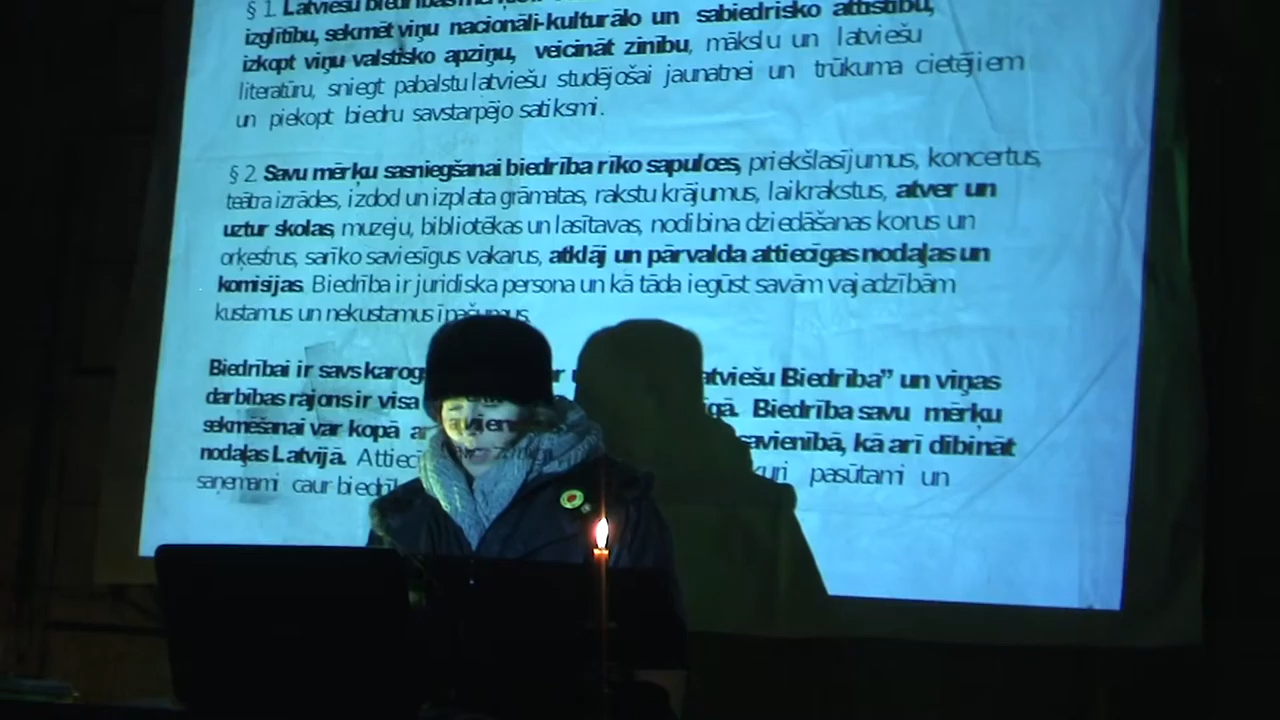 § 1. Latviešu
izglītību, sekmēt viņu nacionāli-kulturālo un sabiedrisko attīstību,
izkopt viņu valstisko apziņu, veicināt zinību, mākslu un latviešu
literatūru, sniegt pabalstu latviešu studējošai jaunatnei un trūkuma cietējiem
un piekopt biedru savstarpējo satiksmi.
§ 2. Savu mērķu sasniegšanai biedrība rīko sapulces, priekšlasījumus, koncertus,
teātra izrādes, izdod un izplata grāmatas, rakstu krājumus, laikrakstus, atver un
uztur skolas, muzeju, bibliotēkas un lasītavas, nodibina dziedāšanas korus un
orķestrus, sarīko saviesīgus vakarus, atklāj un pārvalda attiecīgas nodaļas un
komisijas. Biedrība ir juridiska persona un kā tāda iegūst savām vajadzībām
kustamus un nekustamus īpašumus.
Biedrībai ir savs karog ar Latviešu Biedrība” un viņas
darbības rajons ir visa Biedrība savu mērķu
sekmēšanai var kopā savienībā, kā arī dibināt
nodaļas Latvijā. pasūtami un
saņemami caur